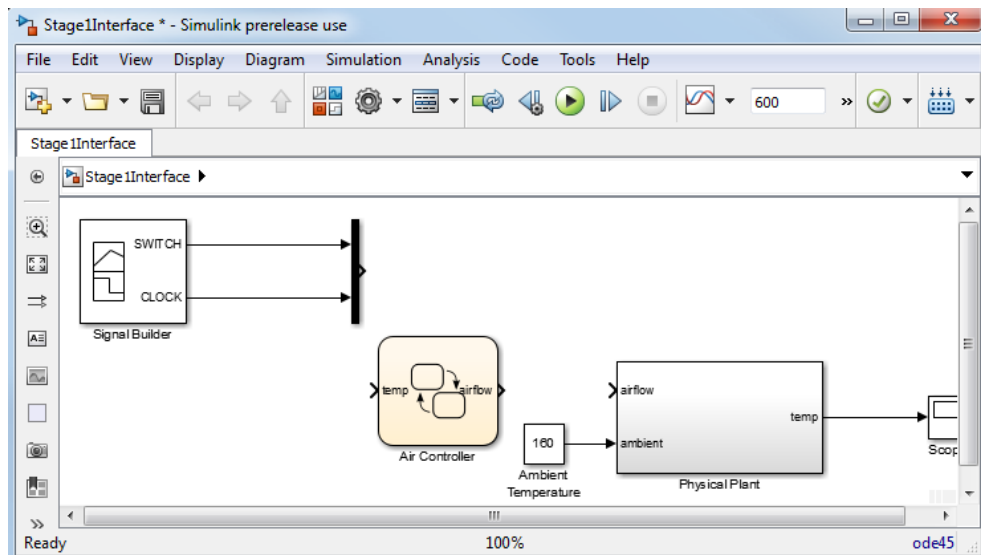 Stage1Interface * - Simulink prerelease use
File Edit View Display Diagram Simulation Analysis Code Tools Help
600
»
Stage1Interface
Stage1Interface
SWITCH
CLOCK
Signal Builder
temp
airflow
Air Controller
160
Ambient
Temperature
airflow
ambient
temp
Physical Plant
Scop
Ready 100% ode45